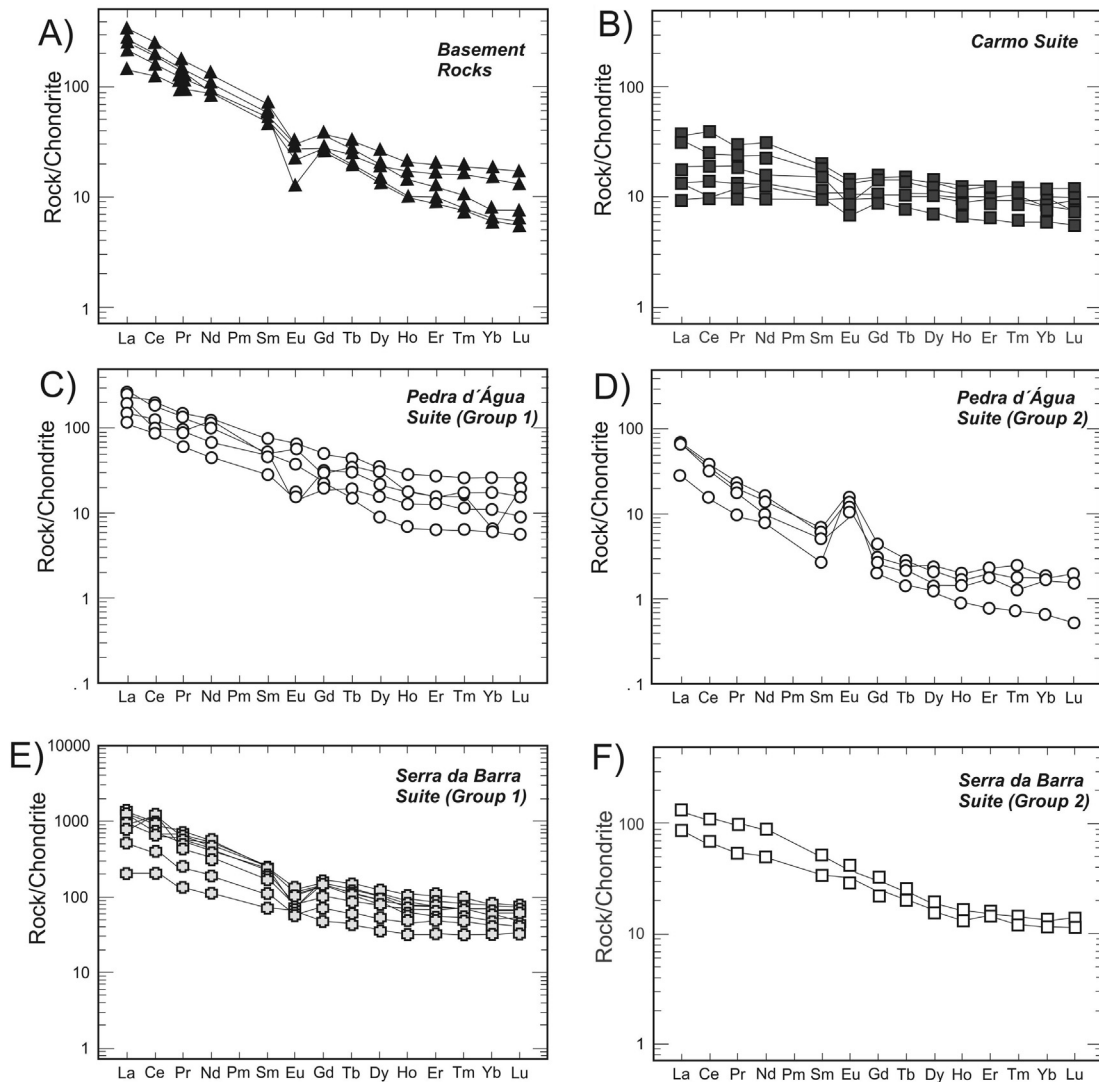 A)
Basement
Rocks
Rock/Chondrite
100
10
1
La Ce Pr Nd Pm Sm Eu Gd Tb Dy Ho Er Tm Yb Lu
B)
Carmo Suite
Rock/Chondrite
100
10
1
La Ce Pr Nd Pm Sm Eu Gd Tb Dy Ho Er Tm Yb Lu
C)
Pedra d´Água
Suite (Group 1)
Rock/Chondrite
100
10
1
. 1
La Ce Pr Nd Pm Sm Eu Gd Tb Dy Ho Er Tm Yb Lu
D)
Pedra d´Água
Suite (Group 2)
Rock/Chondrite
100
10
1
. 1
La Ce Pr Nd Pm Sm Eu Gd Tb Dy Ho Er Tm Yb Lu
E)
Serra da Barra
Suite (Group 1)
Rock/Chondrite
10000
1000
100
10
1
La Ce Pr Nd Pm Sm Eu Gd Tb Dy Ho Er Tm Yb Lu
F)
Serra da Barra
Suite (Group 2)
Rock/Chondrite
100
10
1
La Ce Pr Nd Pm Sm Eu Gd Tb Dy Ho Er Tm Yb Lu